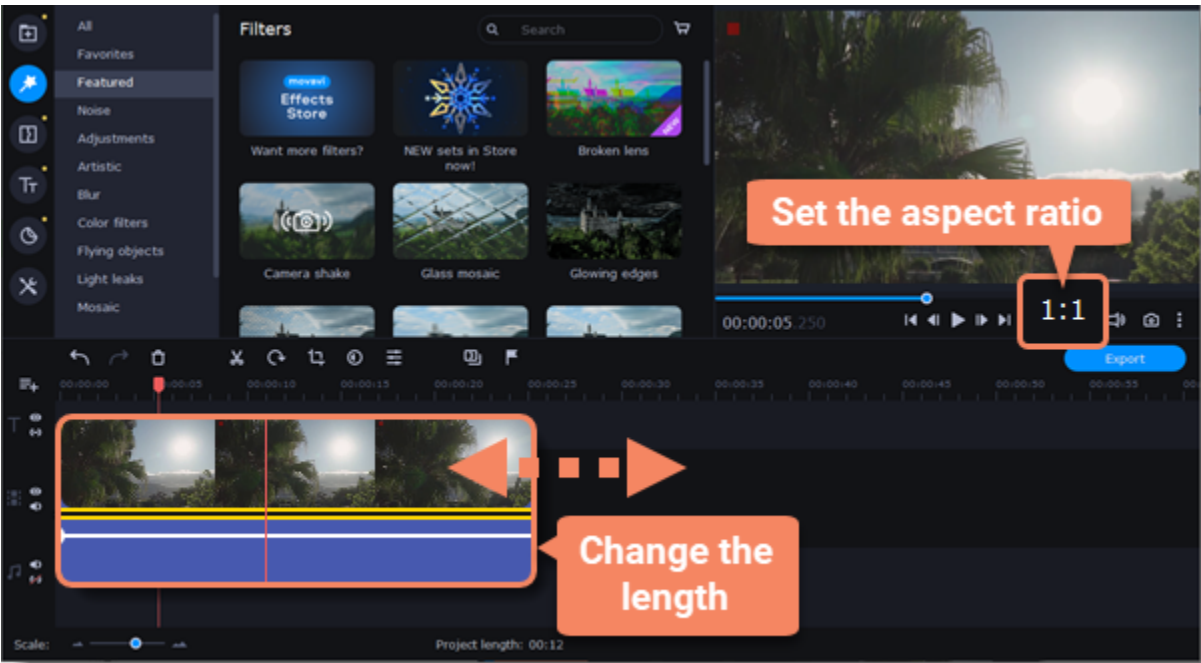 All
Favorites
Featured
Noise
Adjustments
Artistic
Blur
Color filters
Flying objects
Light leaks
Mosaic
Filters
Search
movavi
Effects
Store
NEW
Want more filters?
NEW sets in Store
now!
Broken lens
Camera shake
Glass mosaic
Glowing edges
Set the aspect ratio
1:1
00:00:05.250
Export
00:00:00
00:00:05
00:00:10
00:00:15
00:00:20
00:00:25
00:00:30
00:00:35
00:00:40
00:00:45
00:00:50
00:00:55
00
Change the
length
Scale:
Project length: 00:12